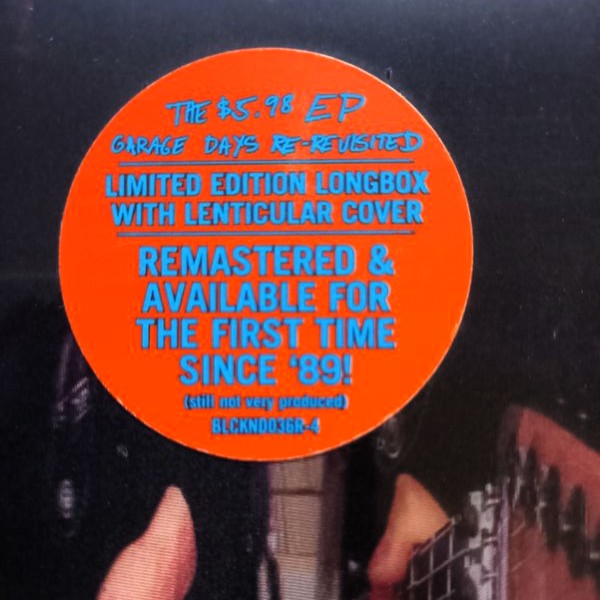 THE $5.98 EP
GARAGE DAYS RE-REVISITED
LIMITED EDITION LONGBOX
WITH LENTICULAR COVER
REMASTERED &
AVAILABLE FOR
THE FIRST TIME
SINCE '89!
(still not very produced)
BLCKND036R-4